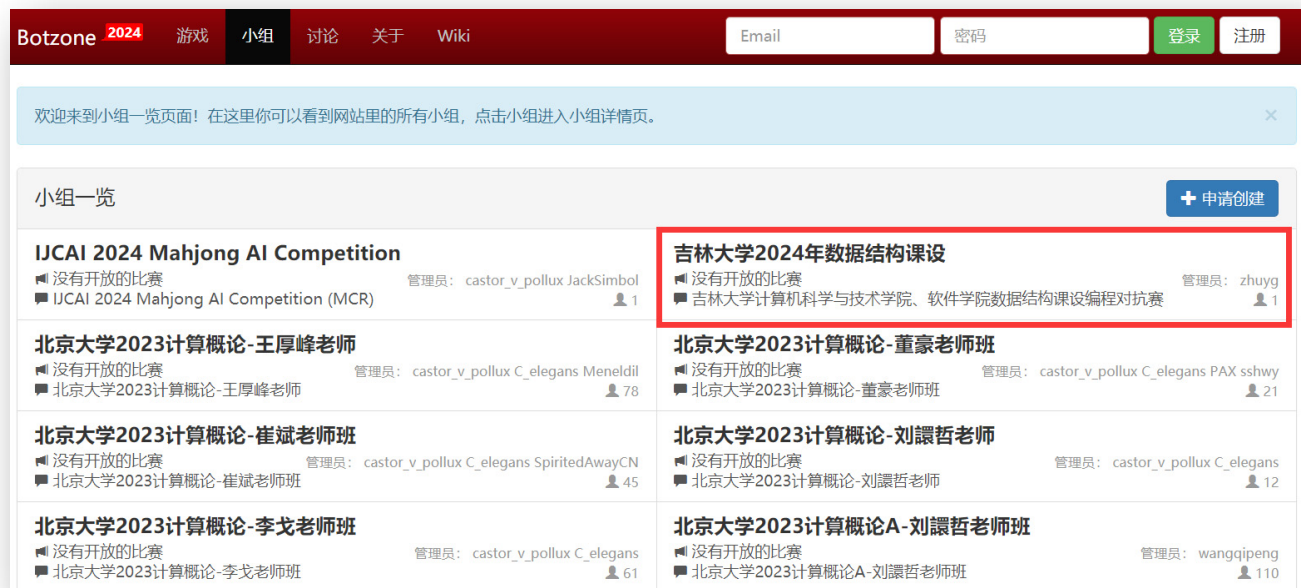 Botzone 2024 游戏 小组 讨论 关于 Wiki Email 密码 登录 注册
欢迎来到小组一览页面！在这里你可以看到网站里的所有小组，点击小组进入小组详情页。 ×
小组一览 申请创建
IJCAI 2024 Mahjong AI Competition
没有开放的比赛 管理员： castor_v_pollux JackSimbol
IJCAI 2024 Mahjong AI Competition (MCR) 1
吉林大学2024年数据结构课设
没有开放的比赛 管理员： zhuyg
吉林大学计算机科学与技术学院、软件学院数据结构课设编程对抗赛 1
北京大学2023计算概论-王厚峰老师
没有开放的比赛 管理员： castor_v_pollux C_elegans Meneldil
北京大学2023计算概论-王厚峰老师 78
北京大学2023计算概论-董豪老师班
没有开放的比赛 管理员： castor_v_pollux C_elegans PAX sshwy
北京大学2023计算概论-董豪老师班 21
北京大学2023计算概论-崔斌老师班
没有开放的比赛 管理员： castor_v_pollux C_elegans SpiritedAwayCN
北京大学2023计算概论-崔斌老师班 45
北京大学2023计算概论-刘譞哲老师
没有开放的比赛 管理员： castor_v_pollux C_elegans
北京大学2023计算概论-刘譞哲老师 12
北京大学2023计算概论-李戈老师班
没有开放的比赛 管理员： castor_v_pollux C_elegans
北京大学2023计算概论-李戈老师班 61
北京大学2023计算概论A-刘譞哲老师班
没有开放的比赛 管理员： wangqipeng
北京大学2023计算概论A-刘譞哲老师班 110